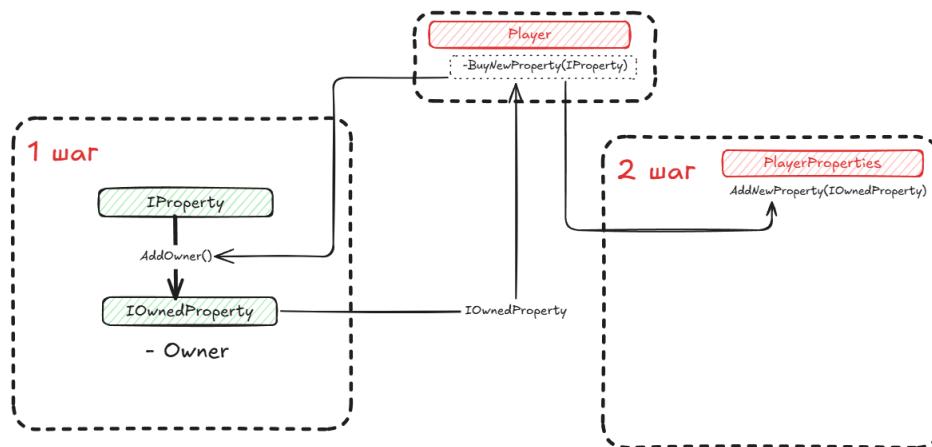 Player
-BuyNewProperty(IProperty)
1 шаг
IProperty
AddOwner()
IOwnedProperty
- Owner
IOwnedProperty
2 шаг
PlayerProperties
AddNewProperty(IOwnedProperty)